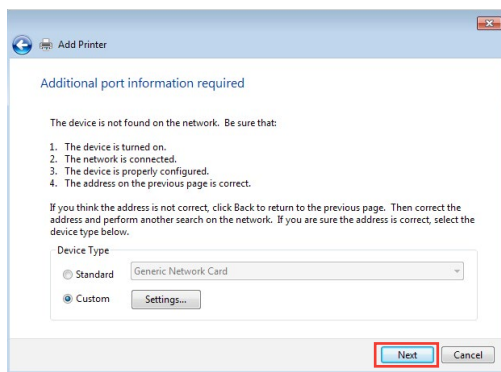 Add Printer
Additional port information required
The device is not found on the network. Be sure that:
1. The device is turned on.
2. The network is connected.
3. The device is properly configured.
4. The address on the previous page is correct.
If you think the address is not correct, click Back to return to the previous page. Then correct the
address and perform another search on the network. If you are sure the address is correct, select the
device type below.
Device Type
Standard Generic Network Card
Custom Settings...
Next Cancel